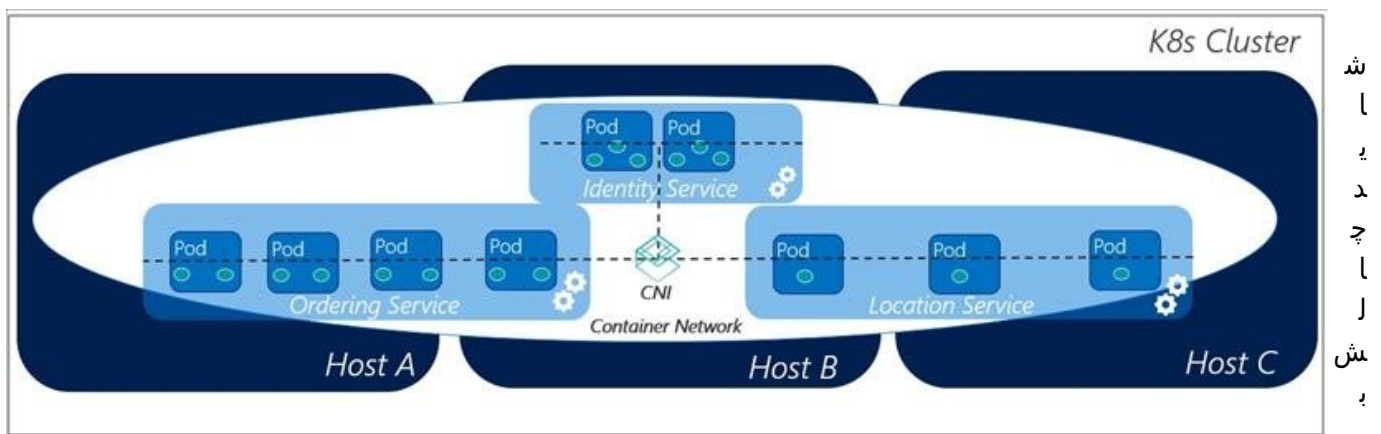 K8s Cluster
Pod Pod
Identity Service
Pod Pod Pod Pod
Ordering Service
CNI
Container Network
Pod Pod Pod
Location Service
Host A
Host B
Host C
ش
ا
ی
د
چ
ا
ل
ش
ب